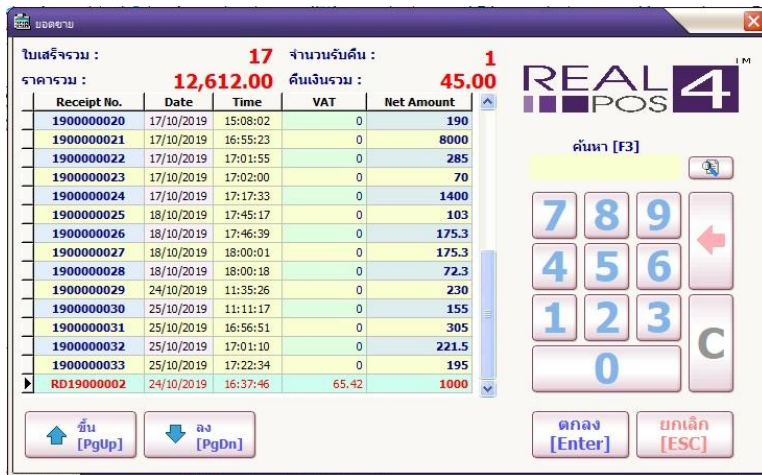 ยอดขาย
ใบเสร็จรวม : 17 จำนวนรับคืน : 1
ราคารวม : 12,612.00 คืนเงินรวม : 45.00
Receipt No. Date Time VAT Net Amount
1900000020 17/10/2019 15:08:02 0 190
1900000021 17/10/2019 16:55:23 0 8000
1900000022 17/10/2019 17:01:55 0 285
1900000023 17/10/2019 17:02:00 0 70
1900000024 17/10/2019 17:17:33 0 1400
1900000025 18/10/2019 17:45:17 0 103
1900000026 18/10/2019 17:46:39 0 175.3
1900000027 18/10/2019 18:00:01 0 175.3
1900000028 18/10/2019 18:00:18 0 72.3
1900000029 24/10/2019 11:35:26 0 230
1900000030 25/10/2019 11:11:17 0 155
1900000031 25/10/2019 16:56:51 0 305
1900000032 25/10/2019 17:01:10 0 221.5
1900000033 25/10/2019 17:22:34 0 195
RD19000002 24/10/2019 16:37:46 65.42 1000
ขึ้น
[PgUp]
ลง
[PgDn]
REAL
POS
4
TM
ค้นหา [F3]
7 8 9
4 5 6
1 2 3
C
0
ตกลง
[Enter]
ยกเลิก
[ESC]